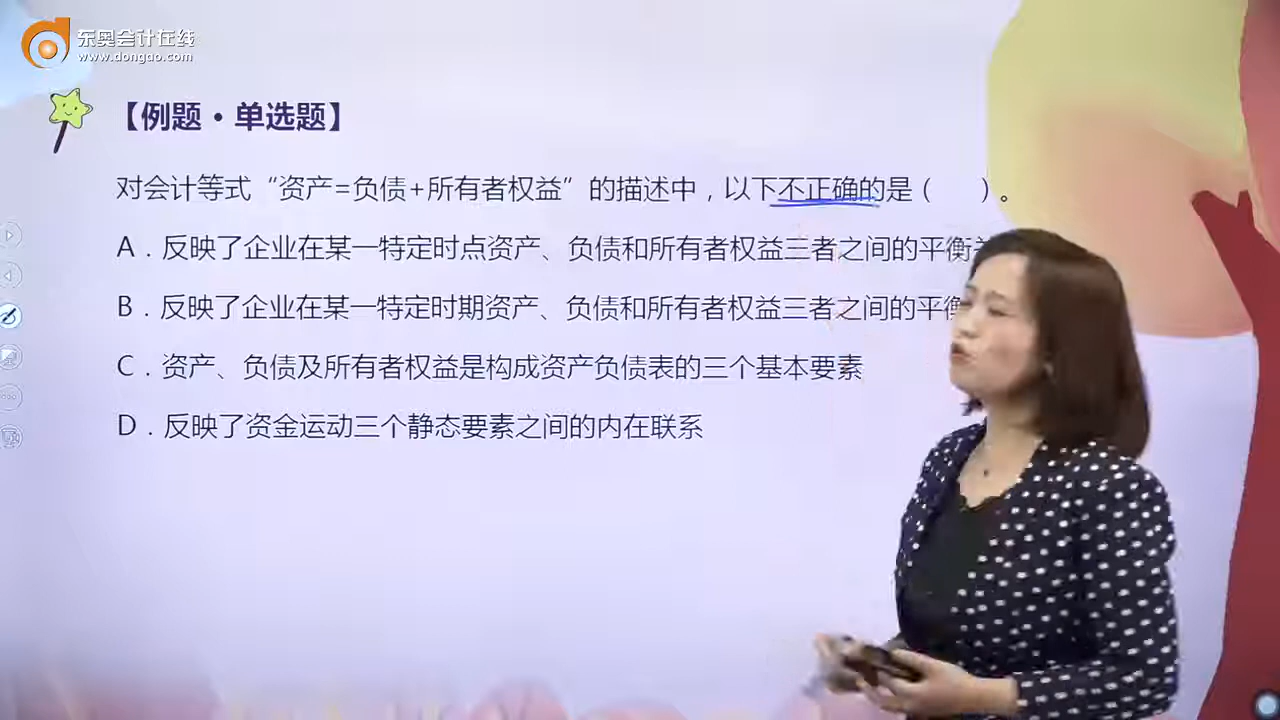 东奥会计在线
www.dongao.com
【例题·单选题】
对会计等式“资产=负债+所有者权益”的描述中，以下不正确的是（ ）。
A．反映了企业在某一特定时点资产、负债和所有者权益三者之间的平衡
B．反映了企业在某一特定时期资产、负债和所有者权益三者之间的平衡
C．资产、负债及所有者权益是构成资产负债表的三个基本要素
D．反映了资金运动三个静态要素之间的内在联系